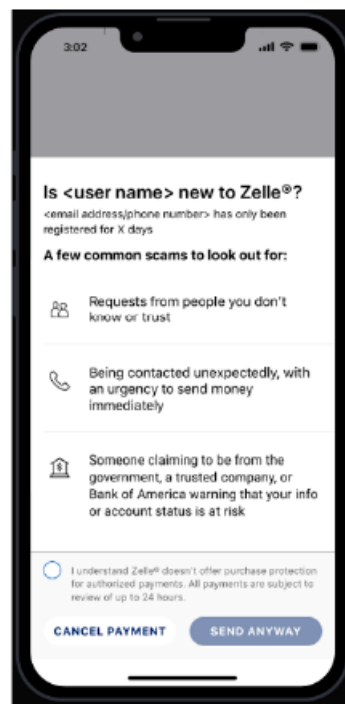 3:02
Is <user name> new to Zelle®?
<email address/phone number> has only been
registered for X days
A few common scams to look out for:
Requests from people you don't
know or trust
Being contacted unexpectedly, with
an urgency to send money
immediately
Someone claiming to be from the
government, a trusted company, or
Bank of America warning that your info
or account status is at risk
I understand Zelle® doesn't offer purchase protection
for authorized payments. All payments are subject to
review of up to 24 hours.
CANCEL PAYMENT SEND ANYWAY